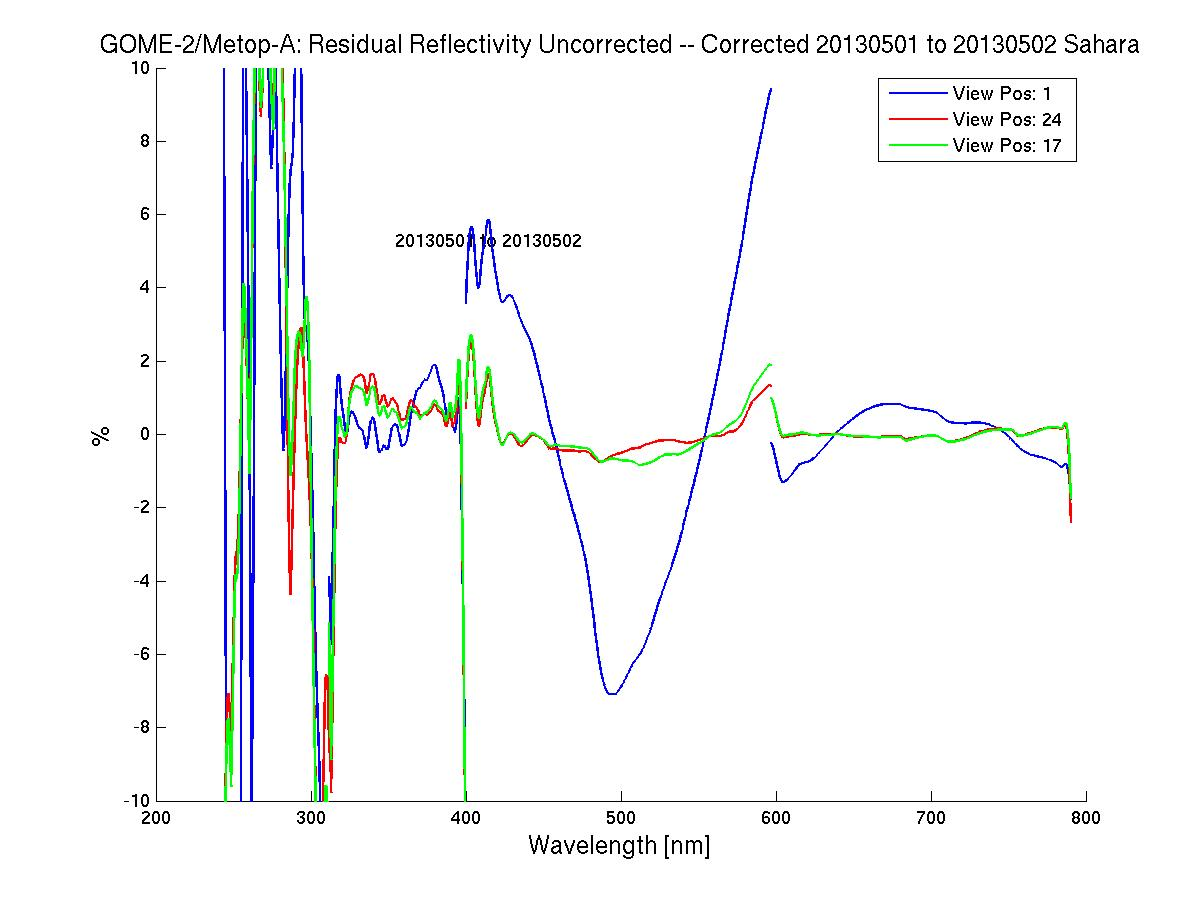 GOME-2/Metop-A: Residual Reflectivity Uncorrected -- Corrected 20130501 to 20130502 Sahara
10
8
6
4
2
0
-2
-4
-6
-8
-10
%
View Pos: 1
View Pos: 24
View Pos: 17
20130501 to 20130502
200 300 400 500 600 700 800
Wavelength [nm]